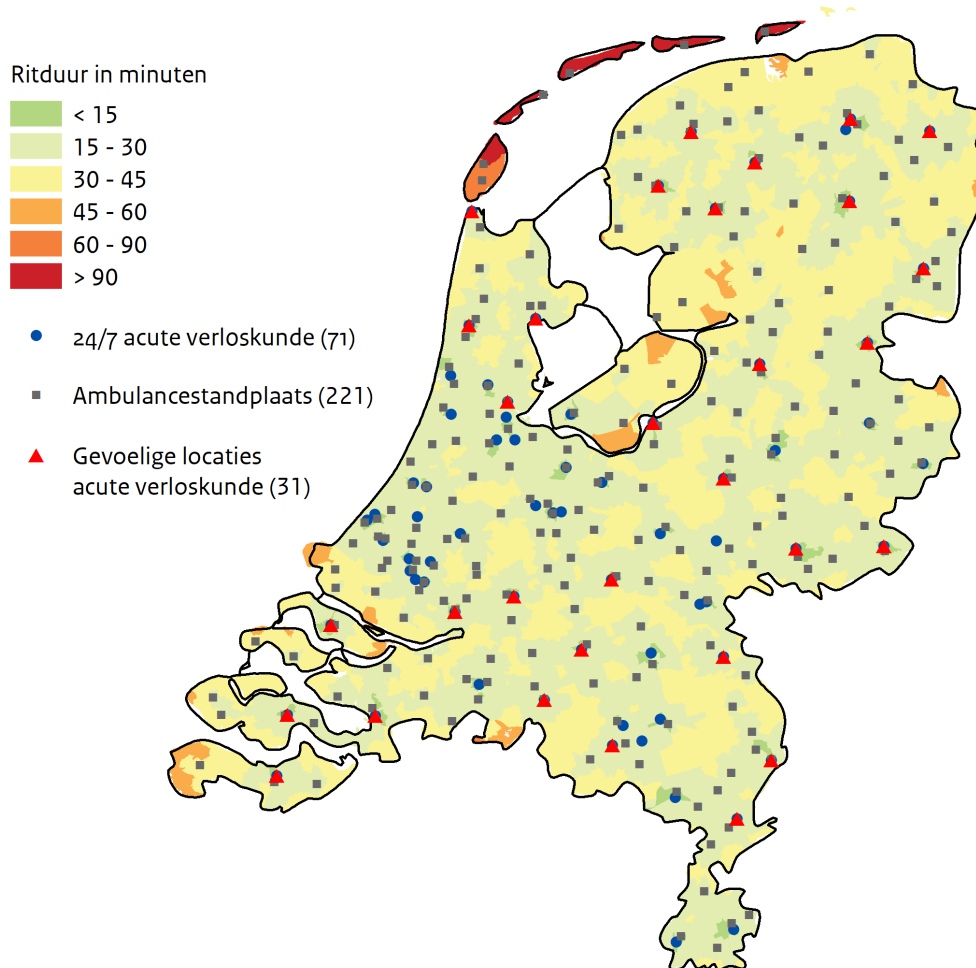 Ritduur in minuten
< 15
15 - 30
30 - 45
45 - 60
60 - 90
> 90
24/7 acute verloskunde (71)
Ambulancestandplaats (221)
Gevoelige locaties
acute verloskunde (31)